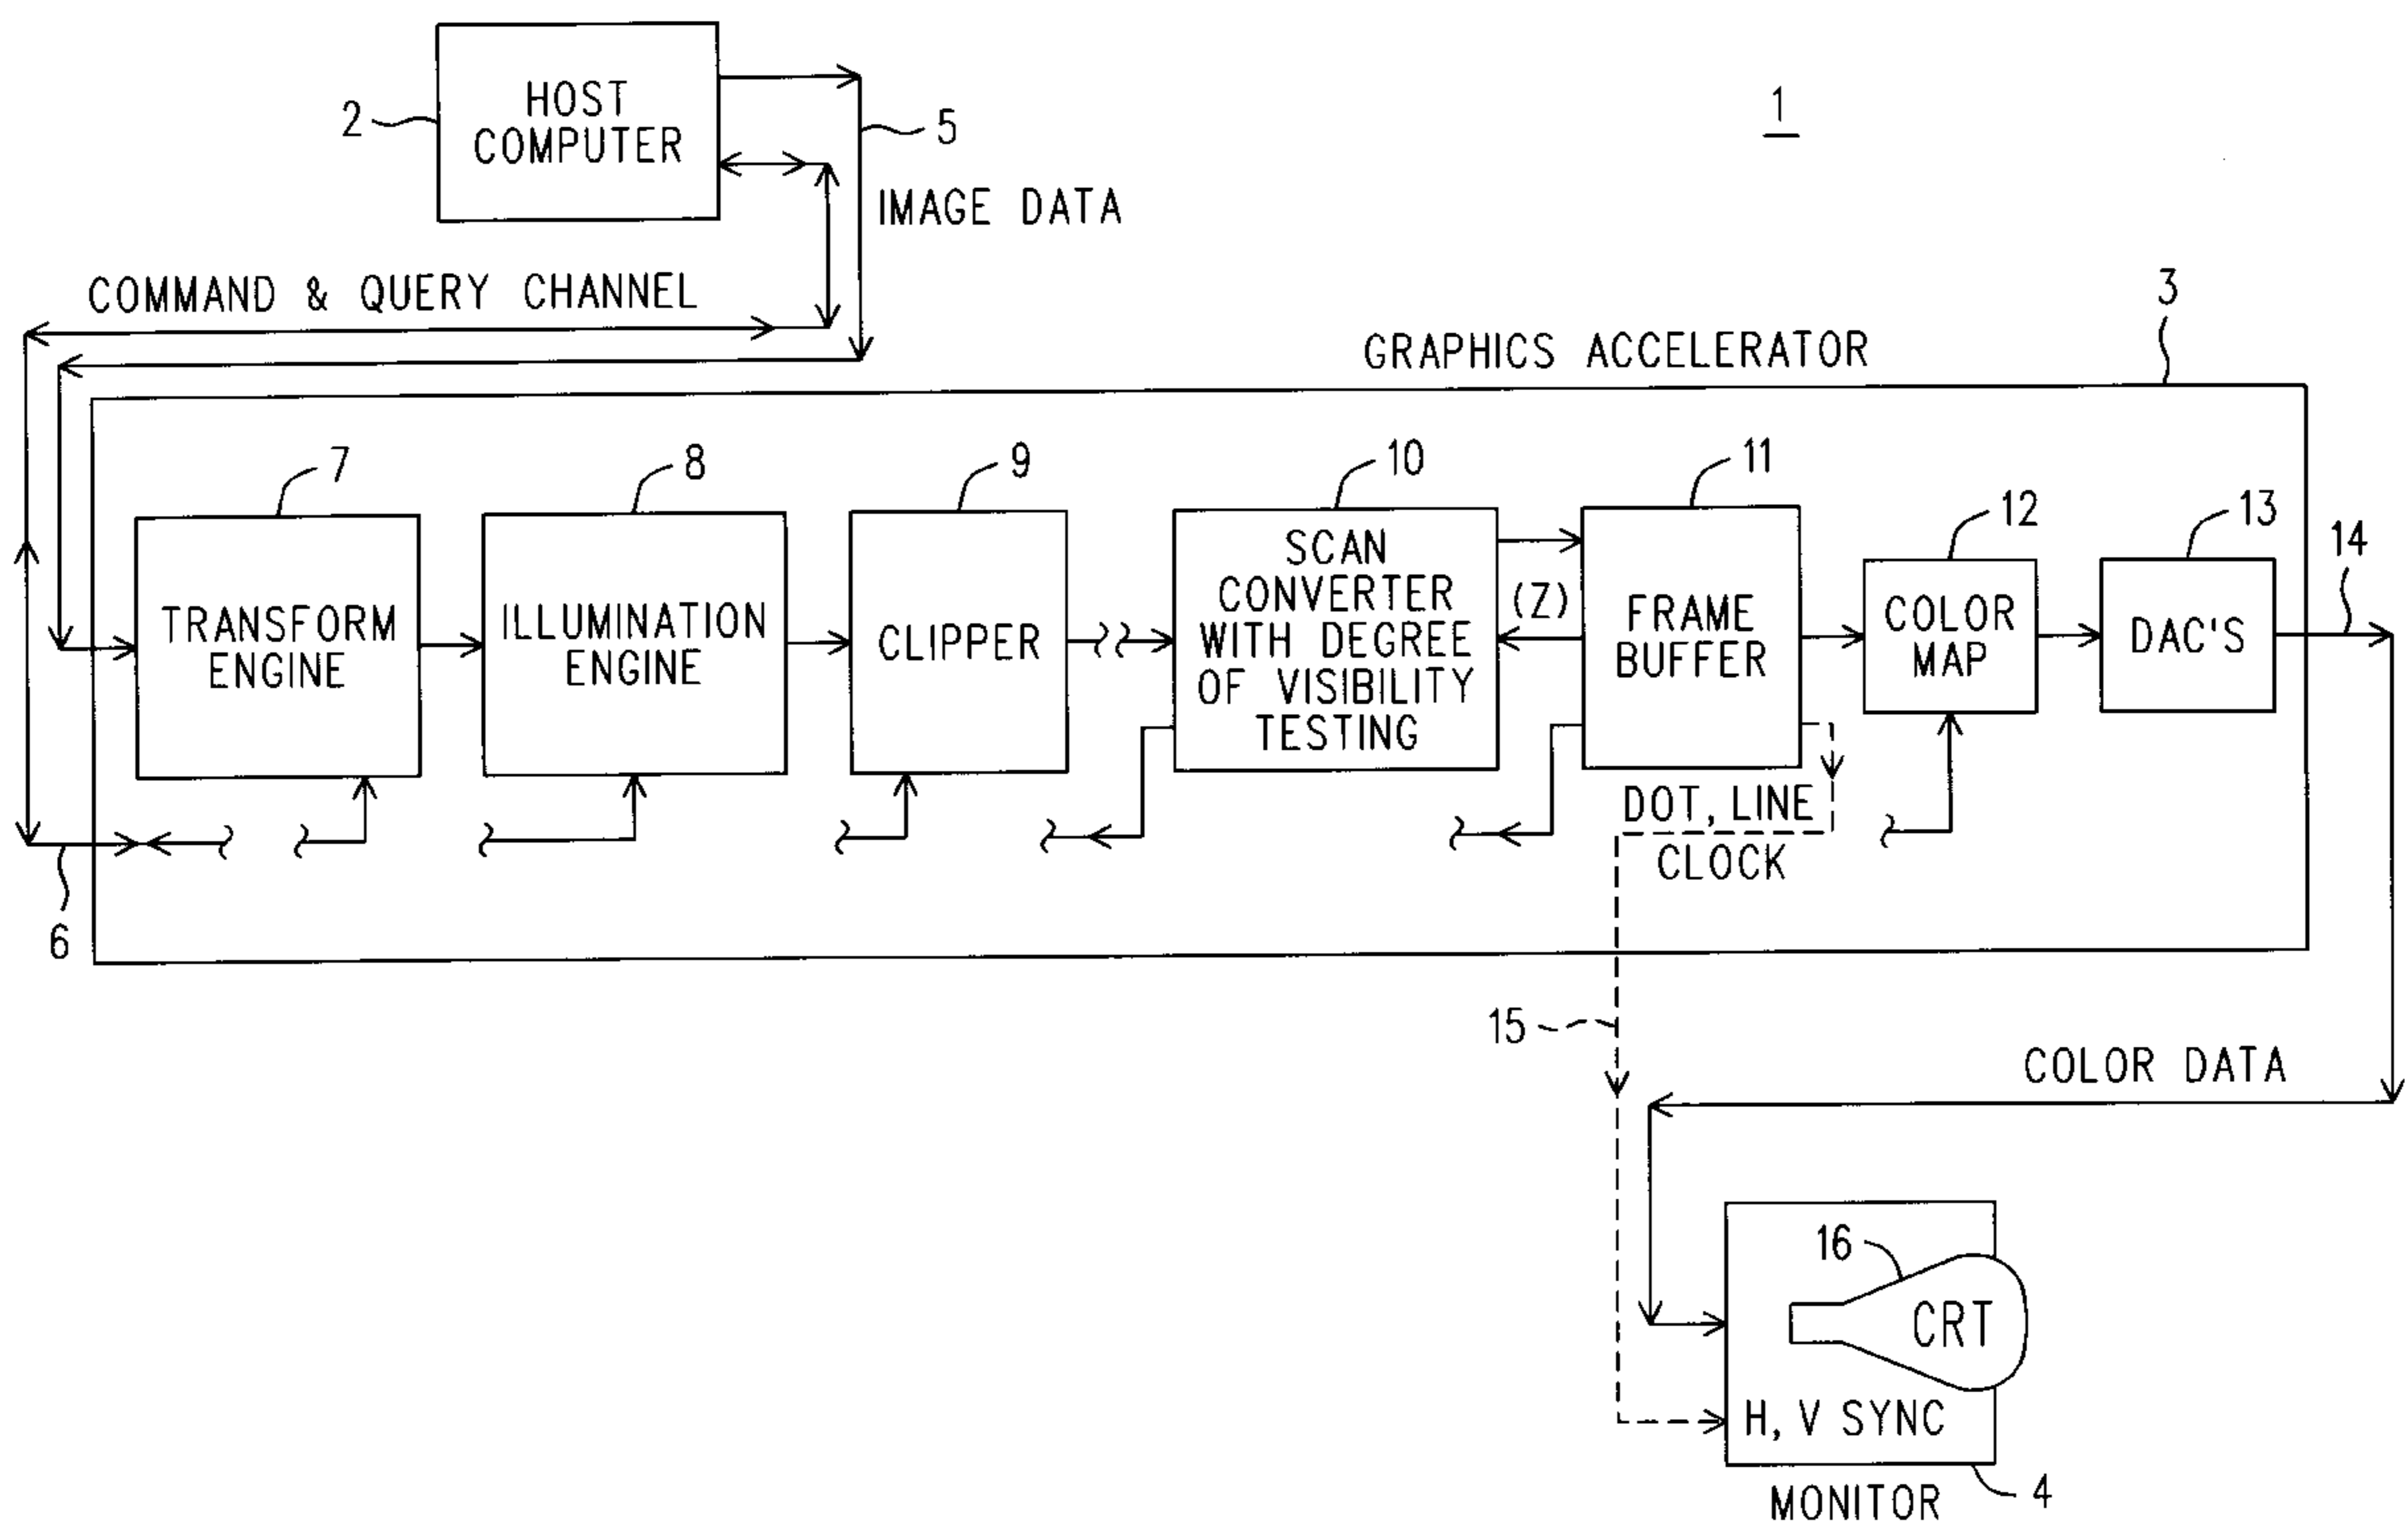 HOST
COMPUTER
2
5
1
IMAGE DATA
COMMAND & QUERY CHANNEL
3
GRAPHICS ACCELERATOR
7
8
9
10
11
12
13
14
TRANSFORM
ENGINE
ILLUMINATION
ENGINE
CLIPPER
SCAN
CONVERTER
WITH DEGREE
OF VISIBILITY
TESTING
(Z)
FRAME
BUFFER
COLOR
MAP
DAC'S
DOT, LINE
CLOCK
6
15
COLOR DATA
16
CRT
H, V SYNC
MONITOR
4